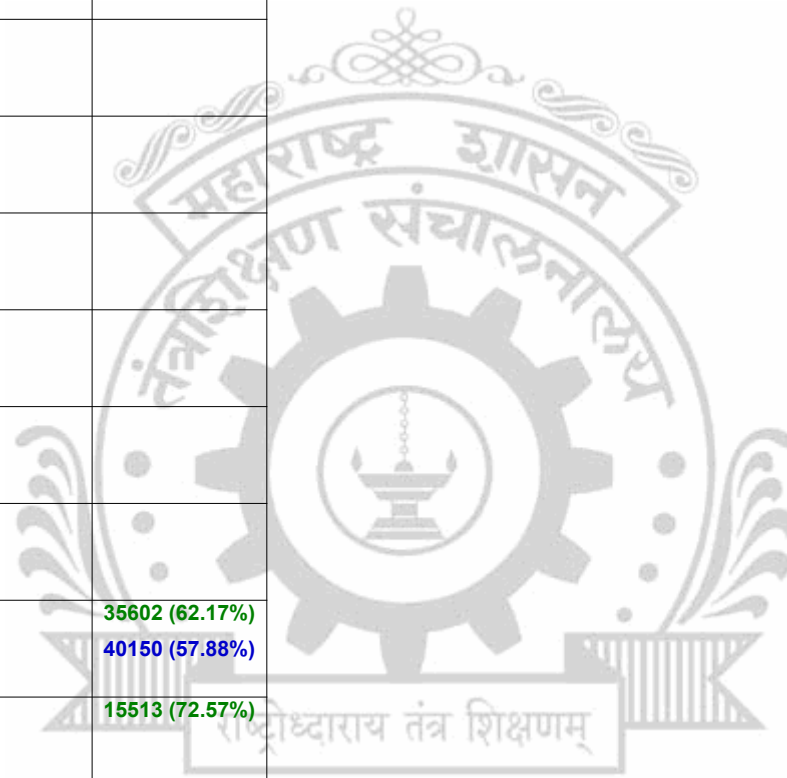 महाराष्ट्र शासन
तंत्रशिक्षण संचालनालय
35602 (62.17%)
40150 (57.88%)
15513 (72.57%)
राष्ट्रोध्दाराय तंत्र शिक्षणम्